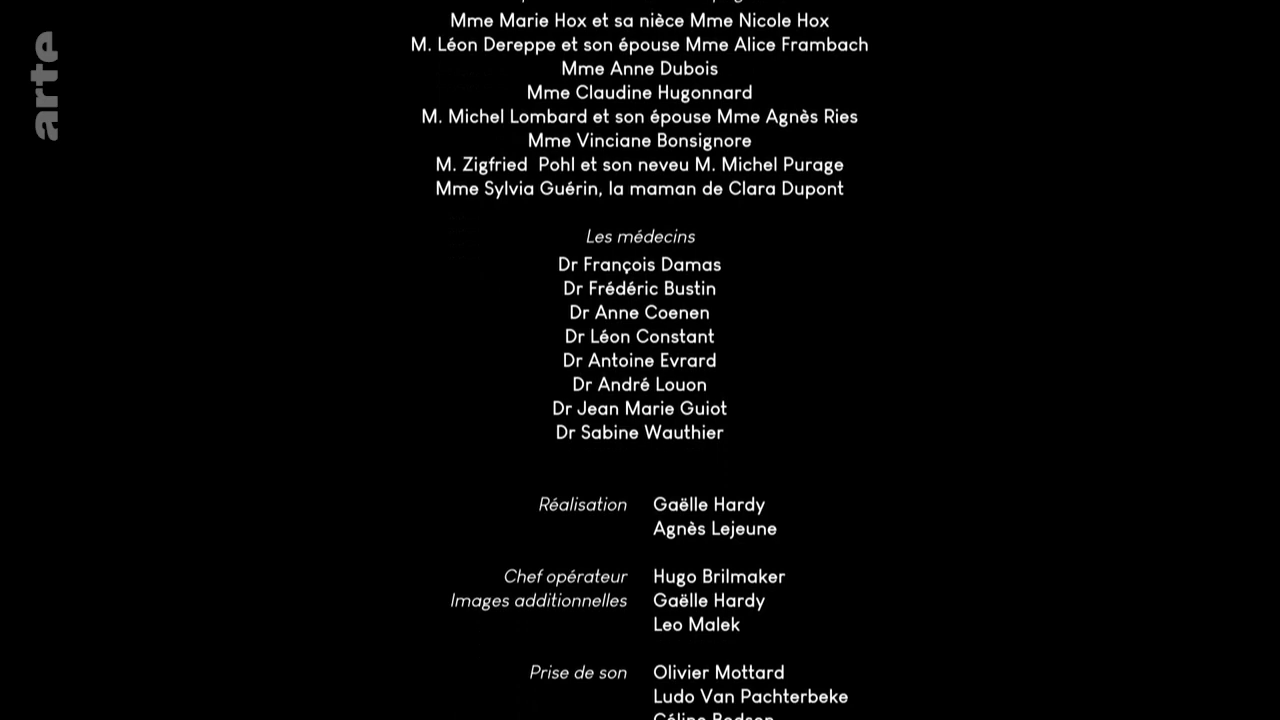 arte
Mme Marie Hox et sa nièce Mme Nicole Hox
M. Léon Dereppe et son épouse Mme Alice Frambach
Mme Anne Dubois
Mme Claudine Hugonnard
M. Michel Lombard et son épouse Mme Agnès Ries
Mme Vinciane Bonsignore
M. Zigfried  Pohl et son neveu M. Michel Purage
Mme Sylvia Guérin, la maman de Clara Dupont
Les médecins
Dr François Damas
Dr Frédéric Bustin
Dr Anne Coenen
Dr Léon Constant
Dr Antoine Evrard
Dr André Louon
Dr Jean Marie Guiot
Dr Sabine Wauthier
Réalisation Gaëlle Hardy
Agnès Lejeune
Chef opérateur Hugo Brilmaker
Images additionnelles Gaëlle Hardy
Leo Malek
Prise de son Olivier Mottard
Ludo Van Pachterbeke